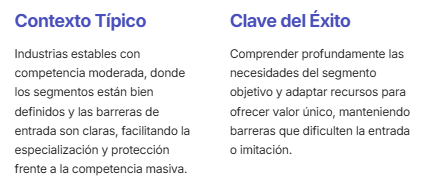 Contexto Típico
Industrias estables con
competencia moderada, donde
los segmentos están bien
definidos y las barreras de
entrada son claras, facilitando la
especialización y protección
frente a la competencia masiva.
Clave del Éxito
Comprender profundamente las
necesidades del segmento
objetivo y adaptar recursos para
ofrecer valor único, manteniendo
barreras que dificulten la entrada
o imitación.